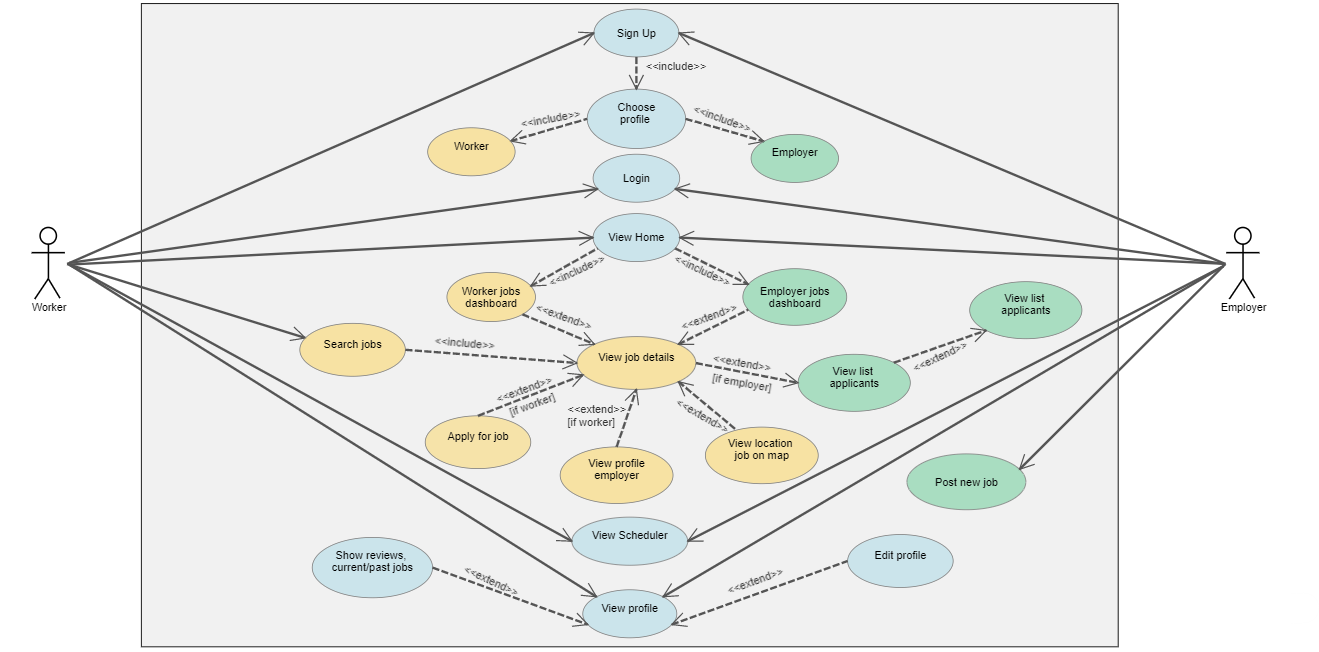 Sign Up
<<include>>
Choose
profile
<<include>>
<<include>>
Worker
Employer
Login
View Home
<<include>>
<<include>>
Worker jobs
dashboard
Employer jobs
dashboard
View list
applicants
Worker
Employer
<<extend>>
<<extend>>
Search jobs
<<include>>
View job details
<<extend>>
[if employer]
View list
applicants
<<extend>>
<<extend>>
[if worker]
<<extend>>
[if worker]
<<extend>>
Apply for job
View location
job on map
View profile
employer
Post new job
View Scheduler
Show reviews,
current/past jobs
Edit profile
<<extend>>
<<extend>>
View profile